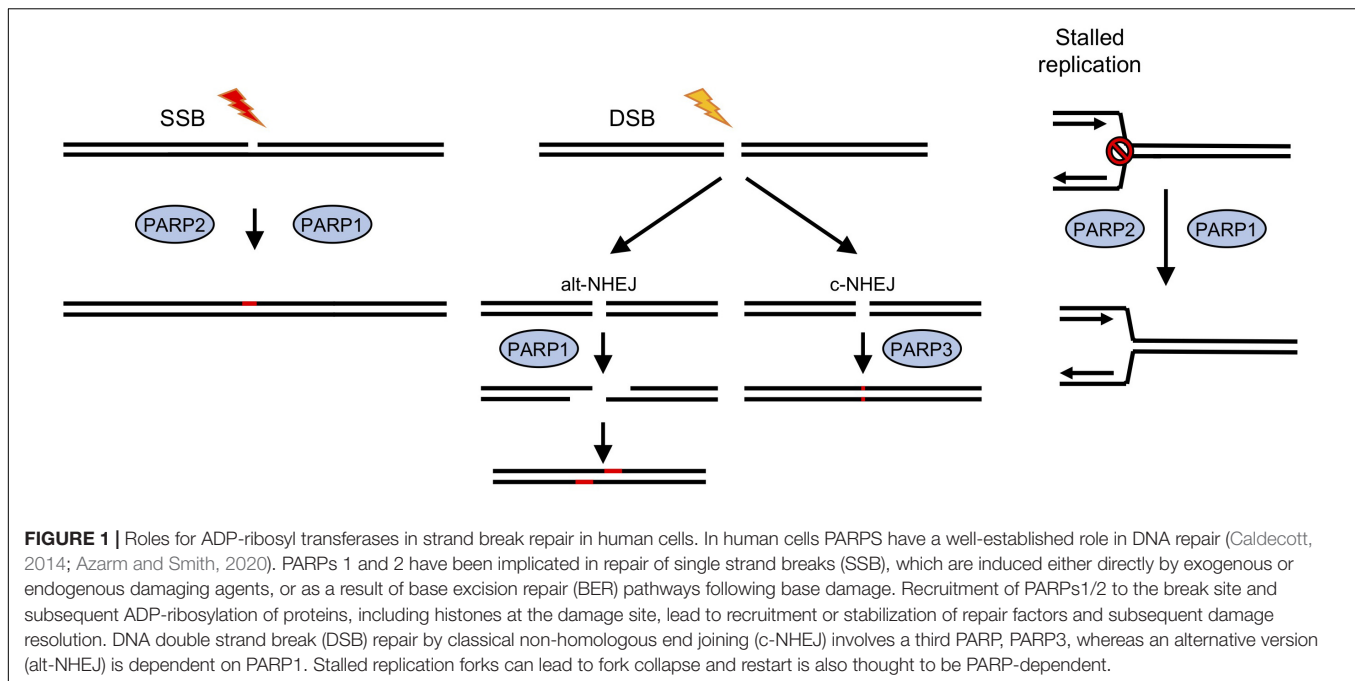 SSB
PARP2
PARP1
DSB
alt-NHEJ
c-NHEJ
PARP1
PARP3
Stalled
replication
PARP2
PARP1
FIGURE 1 | Roles for ADP-ribosyl transferases in strand break repair in human cells. In human cells PARPS have a well-established role in DNA repair (Caldecott,
2014; Azarm and Smith, 2020). PARPs 1 and 2 have been implicated in repair of single strand breaks (SSB), which are induced either directly by exogenous or
endogenous damaging agents, or as a result of base excision repair (BER) pathways following base damage. Recruitment of PARPs1/2 to the break site and
subsequent ADP-ribosylation of proteins, including histones at the damage site, lead to recruitment or stabilization of repair factors and subsequent damage
resolution. DNA double strand break (DSB) repair by classical non-homologous end joining (c-NHEJ) involves a third PARP, PARP3, whereas an alternative version
(alt-NHEJ) is dependent on PARP1. Stalled replication forks can lead to fork collapse and restart is also thought to be PARP-dependent.